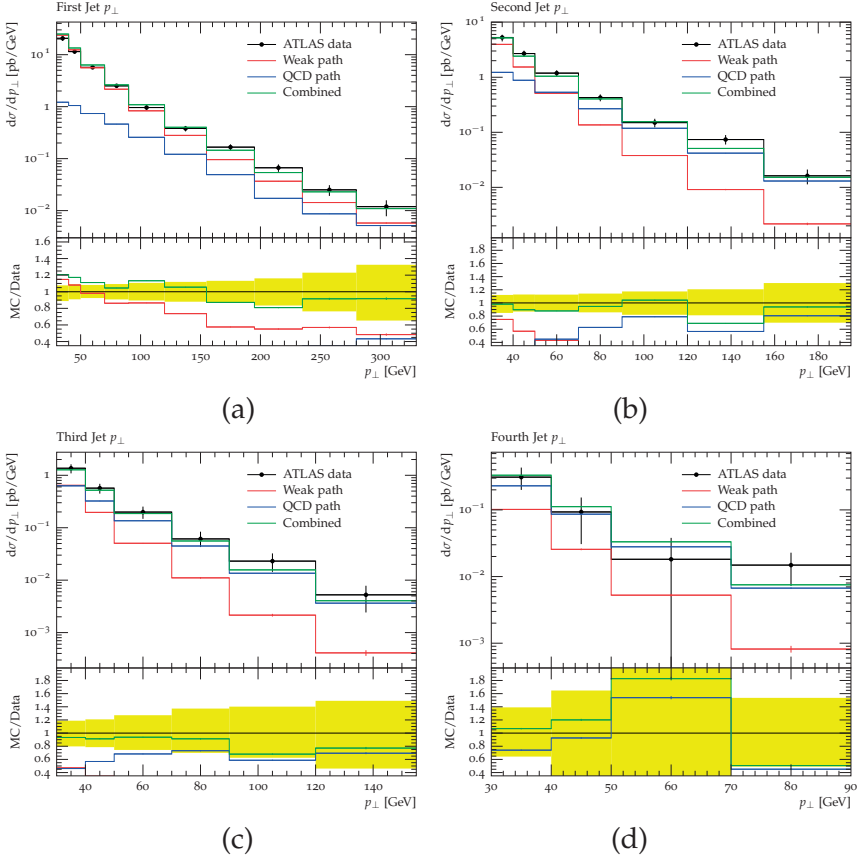 First Jet p⊥
dσ/dp⊥ [pb/GeV]
10¹
1
10⁻¹
10⁻²
ATLAS data
Weak path
QCD path
Combined
MC/Data
1.6
1.4
1.2
1
0.8
0.6
0.4
50 100 150 200 250 300
p⊥ [GeV]
(a)
Second Jet p⊥
dσ/dp⊥ [pb/GeV]
10¹
1
10⁻¹
10⁻²
ATLAS data
Weak path
QCD path
Combined
MC/Data
1.8
1.6
1.4
1.2
1
0.8
0.6
0.4
40 60 80 100 120 140 160 180
p⊥ [GeV]
(b)
Third Jet p⊥
dσ/dp⊥ [pb/GeV]
1
10⁻¹
10⁻²
10⁻³
ATLAS data
Weak path
QCD path
Combined
MC/Data
1.8
1.6
1.4
1.2
1
0.8
0.6
0.4
40 60 80 100 120 140
p⊥ [GeV]
(c)
Fourth Jet p⊥
dσ/dp⊥ [pb/GeV]
10⁻¹
10⁻²
10⁻³
ATLAS data
Weak path
QCD path
Combined
MC/Data
1.8
1.6
1.4
1.2
1
0.8
0.6
0.4
30 40 50 60 70 80 90
p⊥ [GeV]
(d)